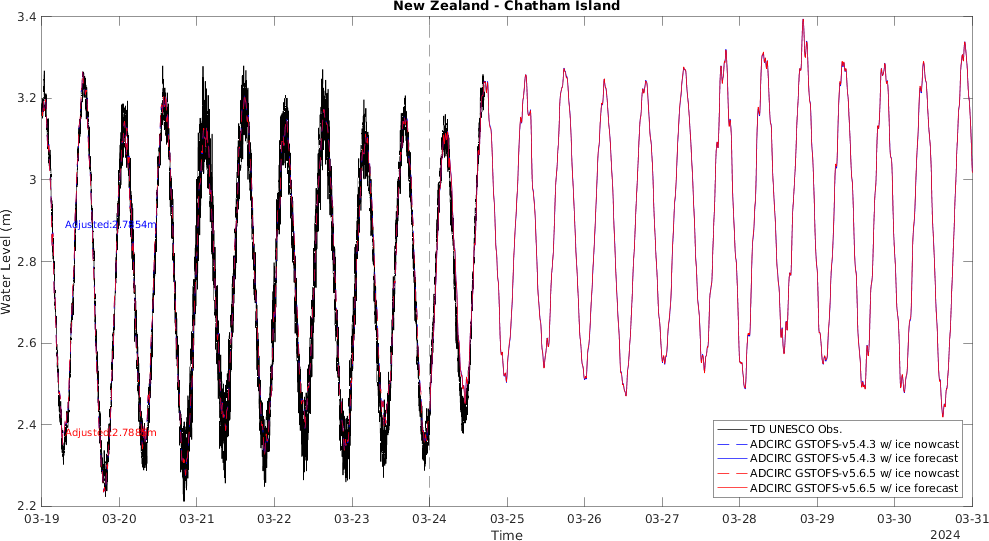 New Zealand - Chatham Island
3.4
3.2
3
2.8
2.6
2.4
2.2
Water Level (m)
Adjusted:2.7854m
TD UNESCO Obs.
ADCIRC GSTOFS-v5.4.3 w/ ice nowcast
ADCIRC GSTOFS-v5.4.3 w/ ice forecast
ADCIRC GSTOFS-v5.6.5 w/ ice nowcast
ADCIRC GSTOFS-v5.6.5 w/ ice forecast
03-19 03-20 03-21 03-22 03-23 03-24 03-25 03-26 03-27 03-28 03-29 03-30 03-31
Time
2024